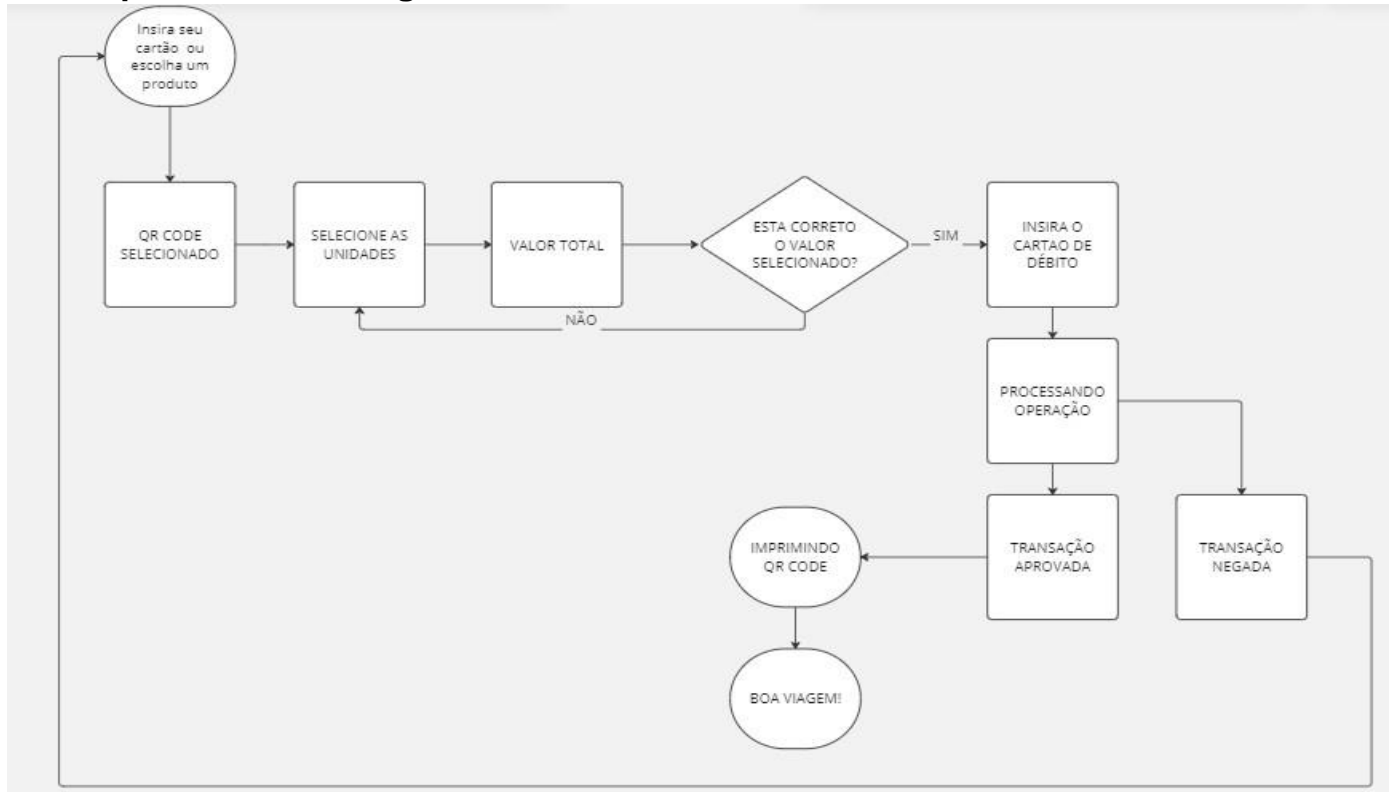 Insira seu
cartão ou
escolha um
produto
QR CODE
SELECIONADO
SELECIONE AS
UNIDADES
VALOR TOTAL
ESTA CORRETO
O VALOR
SELECIONADO?
SIM
INSIRA O
CARTAO DE
DÉBITO
NÃO
PROCESSANDO
OPERAÇÃO
IMPRIMINDO
QR CODE
TRANSAÇÃO
APROVADA
TRANSAÇÃO
NEGADA
BOA VIAGEM!